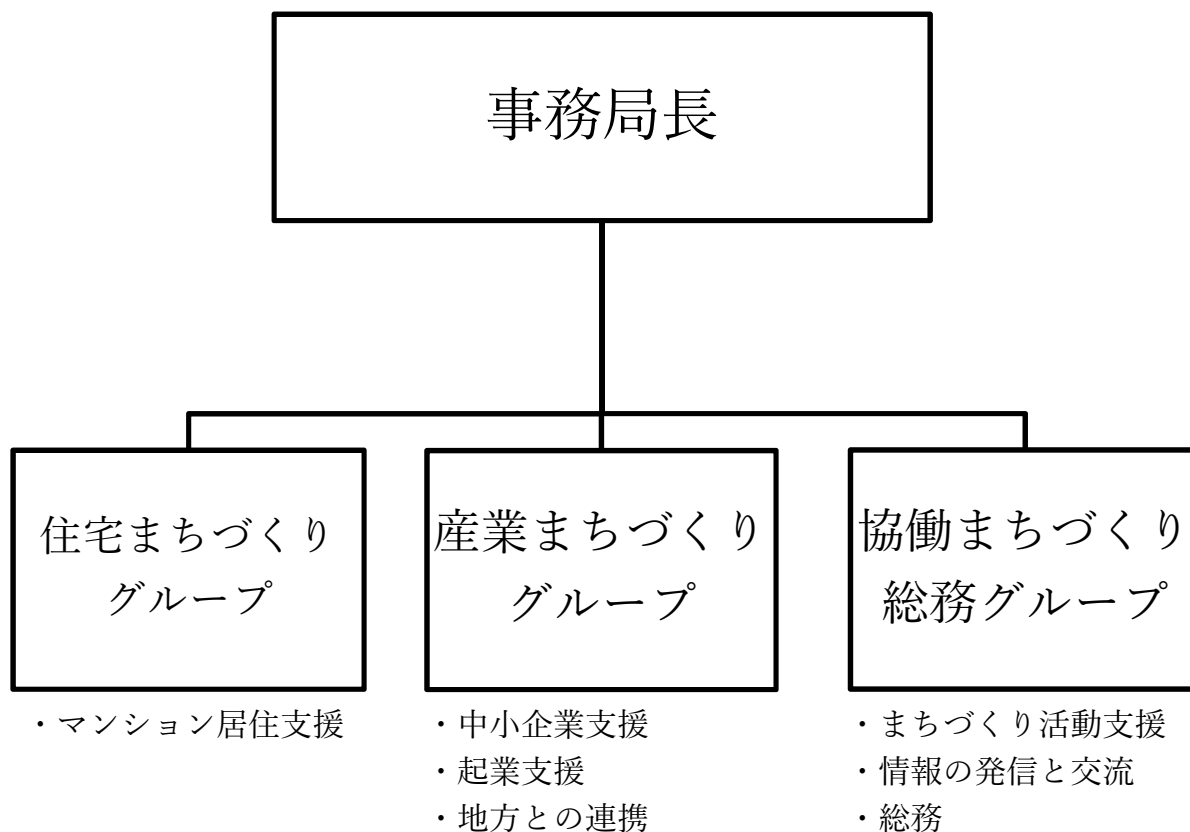 事務局長
住宅まちづくり
グループ
産業まちづくり
グループ
協働まちづくり
総務グループ
・マンション居住支援
・中小企業支援
・起業支援
・地方との連携
・まちづくり活動支援
・情報の発信と交流
・総務